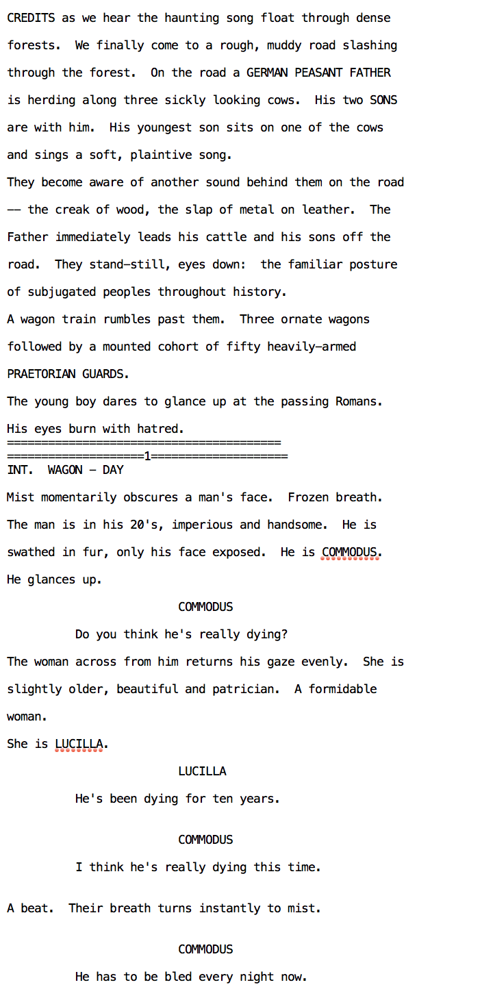 CREDITS as we hear the haunting song float through dense
forests.  We finally come to a rough, muddy road slashing
through the forest.  On the road a GERMAN PEASANT FATHER
is herding along three sickly looking cows.  His two SONS
are with him.  His youngest son sits on one of the cows
and sings a soft, plaintive song.
They become aware of another sound behind them on the road
-- the creak of wood, the slap of metal on leather.  The
Father immediately leads his cattle and his sons off the
road.  They stand-still, eyes down:  the familiar posture
of subjugated peoples throughout history.
A wagon train rumbles past them.  Three ornate wagons
followed by a mounted cohort of fifty heavily-armed
PRAETORIAN GUARDS.
The young boy dares to glance up at the passing Romans.
His eyes burn with hatred.
========================================
====================1====================
INT.  WAGON - DAY
Mist momentarily obscures a man's face.  Frozen breath.
The man is in his 20's, imperious and handsome.  He is
swathed in fur, only his face exposed.  He is COMMODUS.
He glances up.
COMMODUS
Do you think he's really dying?
The woman across from him returns his gaze evenly.  She is
slightly older, beautiful and patrician.  A formidable
woman.
She is LUCILLA.
LUCILLA
He's been dying for ten years.
COMMODUS
I think he's really dying this time.
A beat.  Their breath turns instantly to mist.
COMMODUS
He has to be bled every night now.